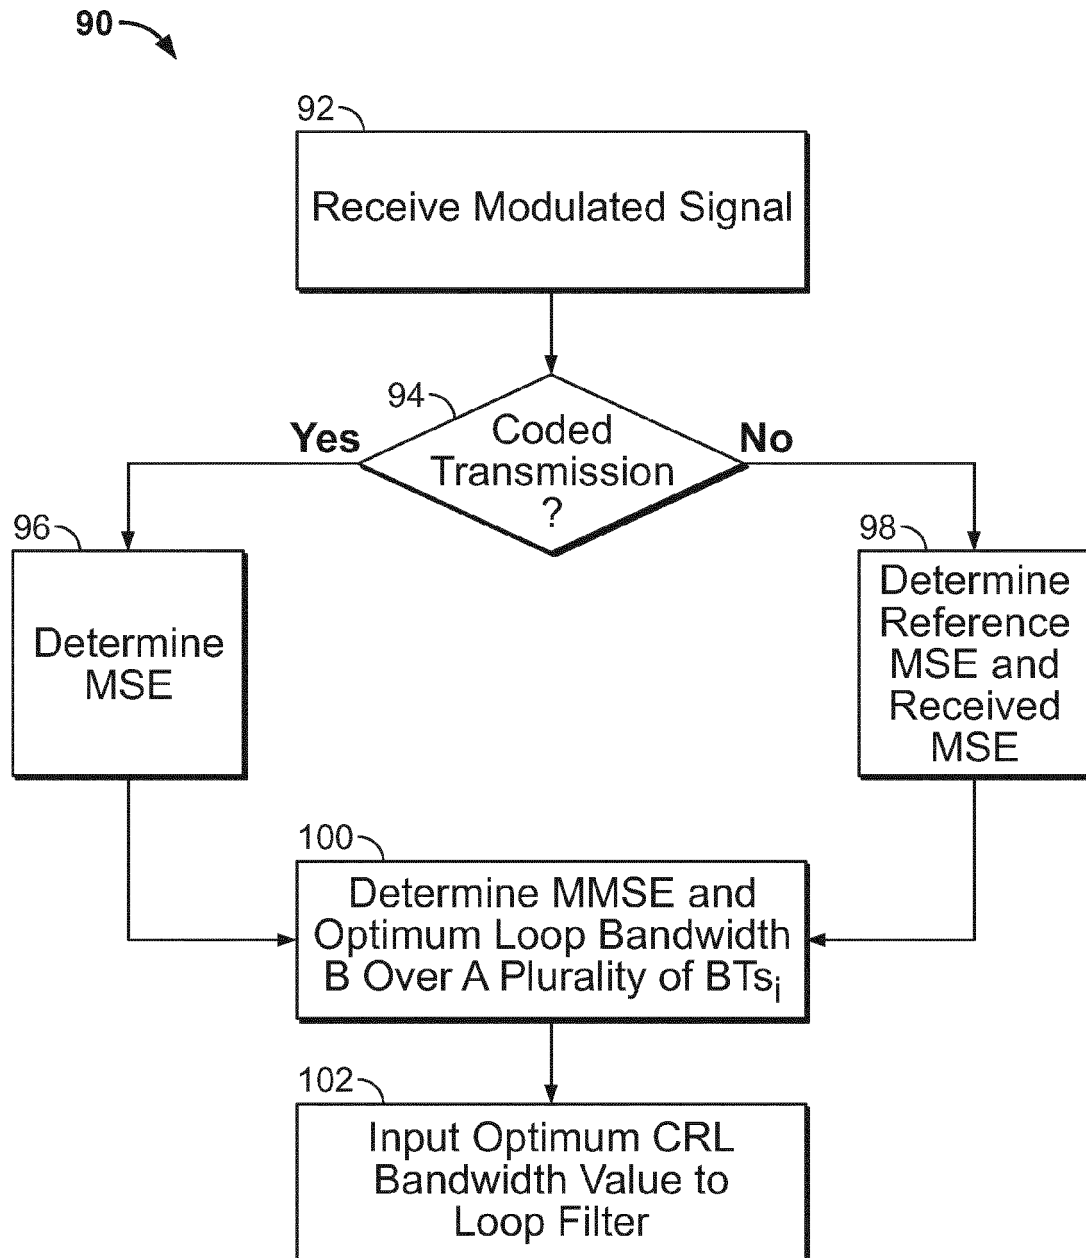 90
92
Receive Modulated Signal
94
Coded
Transmission
?
Yes
No
96
Determine
MSE
98
Determine
Reference
MSE and
Received
MSE
100
Determine MMSE and
Optimum Loop Bandwidth
B Over A Plurality of BTsi
102
Input Optimum CRL
Bandwidth Value to
Loop Filter